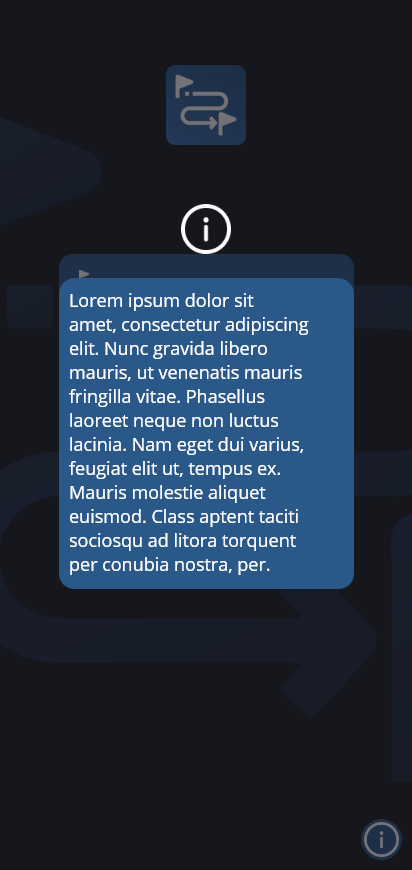 Lorem ipsum dolor sit
amet, consectetur adipiscing
elit. Nunc gravida libero
mauris, ut venenatis mauris
fringilla vitae. Phasellus
laoreet neque non luctus
lacinia. Nam eget dui varius,
feugiat elit ut, tempus ex.
Mauris molestie aliquet
euismod. Class aptent taciti
sociosqu ad litora torquent
per conubia nostra, per.